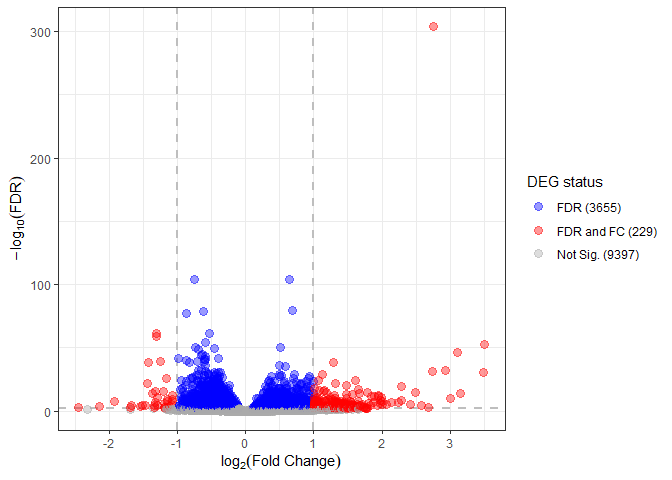 300
200
100
0
−log₁₀(FDR)
-2
-1
0
1
2
3
log₂(Fold Change)
DEG status
FDR (3655)
FDR and FC (229)
Not Sig. (9397)